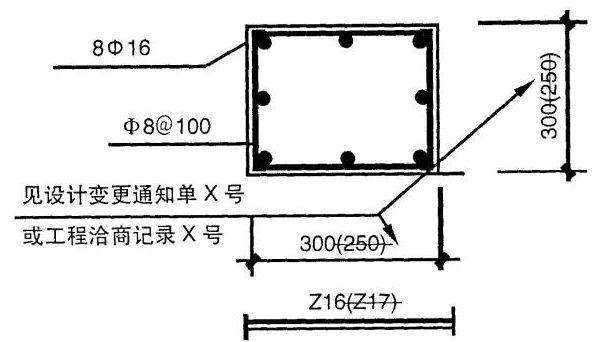 8Φ16
Φ8@100
300(250)
见设计变更通知单 X 号
或工程洽商记录 X 号
300(250)
Z16(Z17)